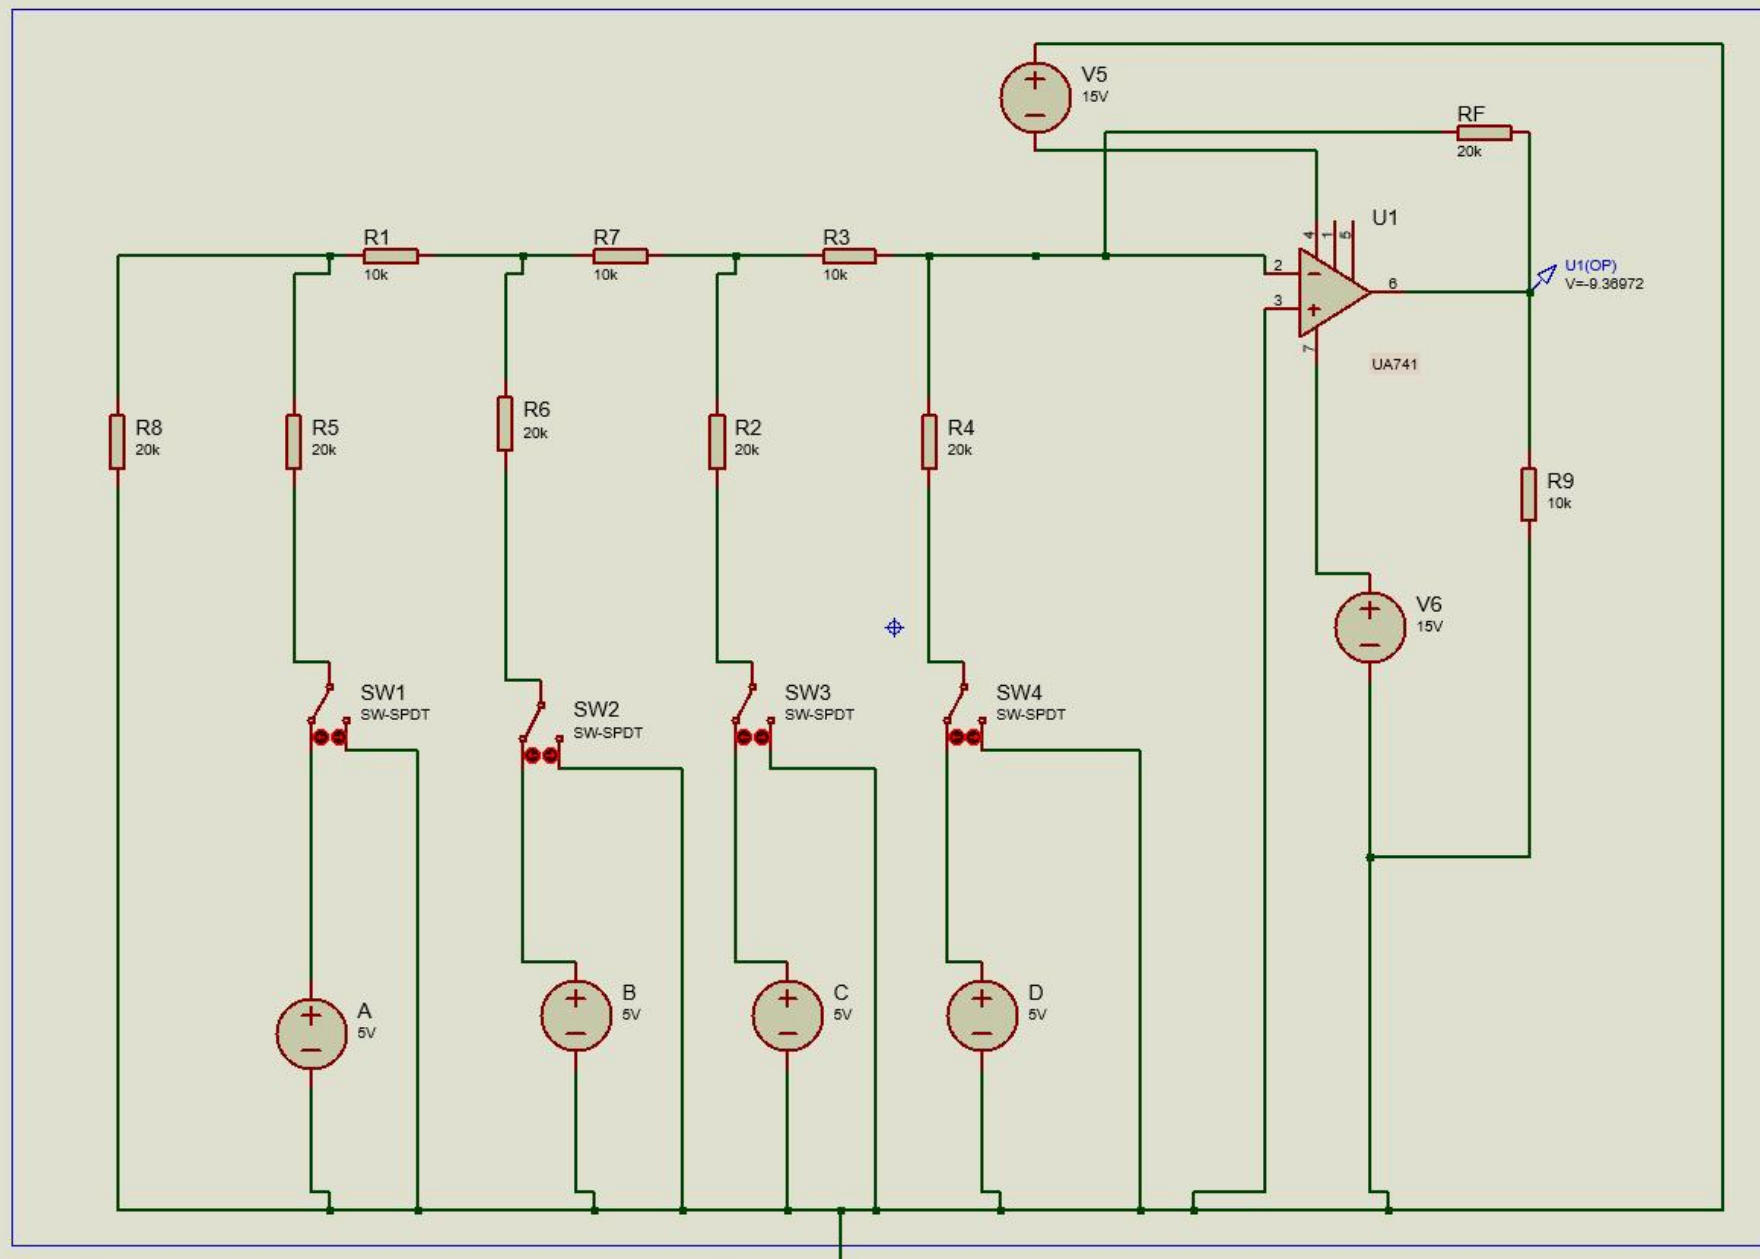 V5
15V
RF
20k
U1
4
1
5
R1
10k
R7
10k
R3
10k
2
3
6
7
U1(OP)
V=-9.36972
UA741
R8
20k
R5
20k
R6
20k
R2
20k
R4
20k
R9
10k
V6
15V
SW1
SW-SPDT
SW2
SW-SPDT
SW3
SW-SPDT
SW4
SW-SPDT
A
5V
B
5V
C
5V
D
5V